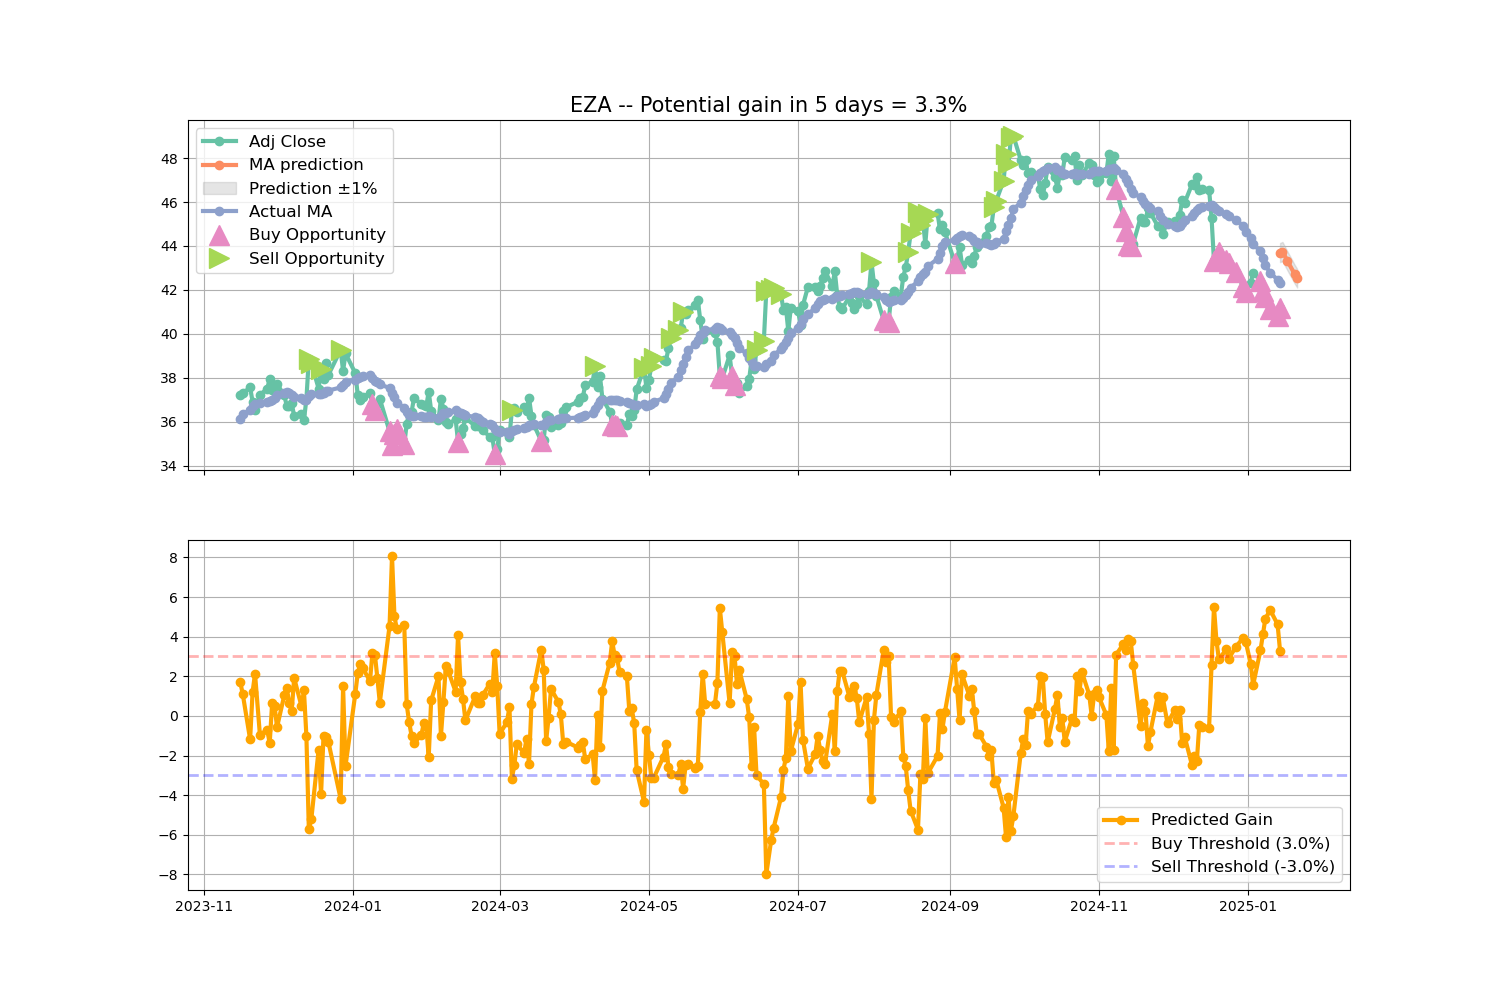 EZA -- Potential gain in 5 days = 3.3%
Adj Close
MA prediction
Prediction ±1%
Actual MA
Buy Opportunity
Sell Opportunity
48
46
44
42
40
38
36
34
8
6
4
2
0
−2
−4
−6
−8
Predicted Gain
Buy Threshold (3.0%)
Sell Threshold (-3.0%)
2023-11 2024-01 2024-03 2024-05 2024-07 2024-09 2024-11 2025-01